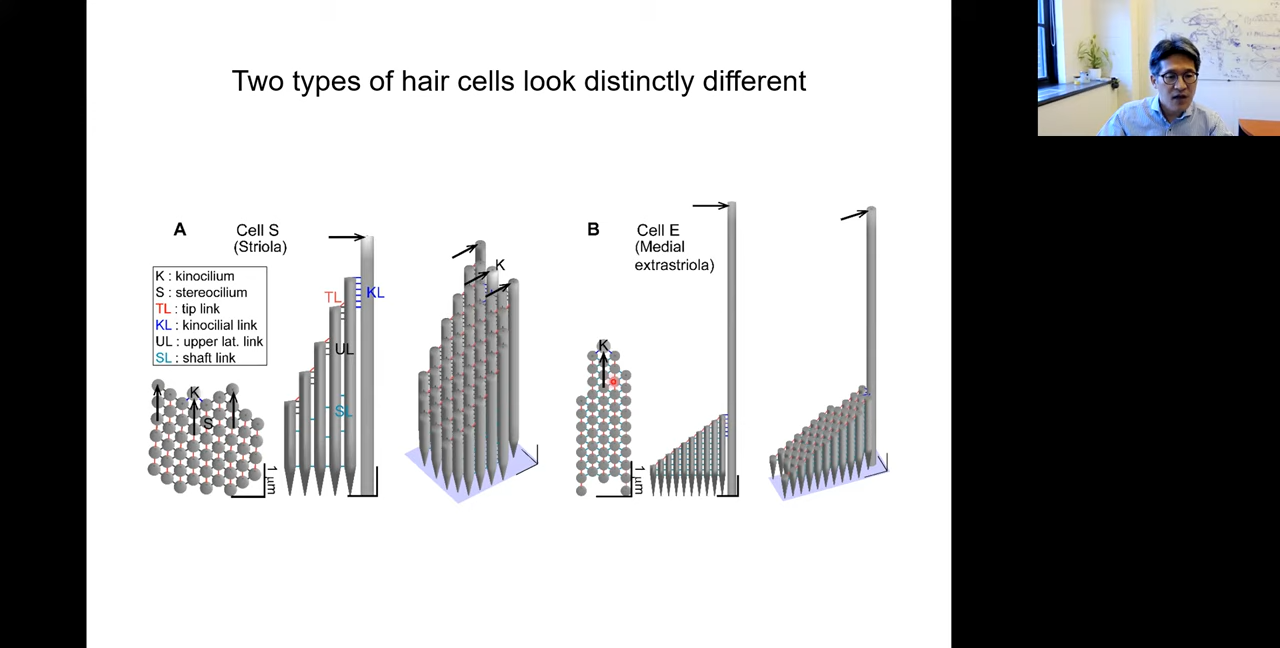 Two types of hair cells look distinctly different
A
Cell S
(Striola)
K : kinocilium
S : stereocilium
TL : tip link
KL : kinocilial link
UL : upper lat. link
SL : shaft link
TL
KL
UL
SL
K
S
1 μm
K
B
Cell E
(Medial
extrastriola)
K
1 μm